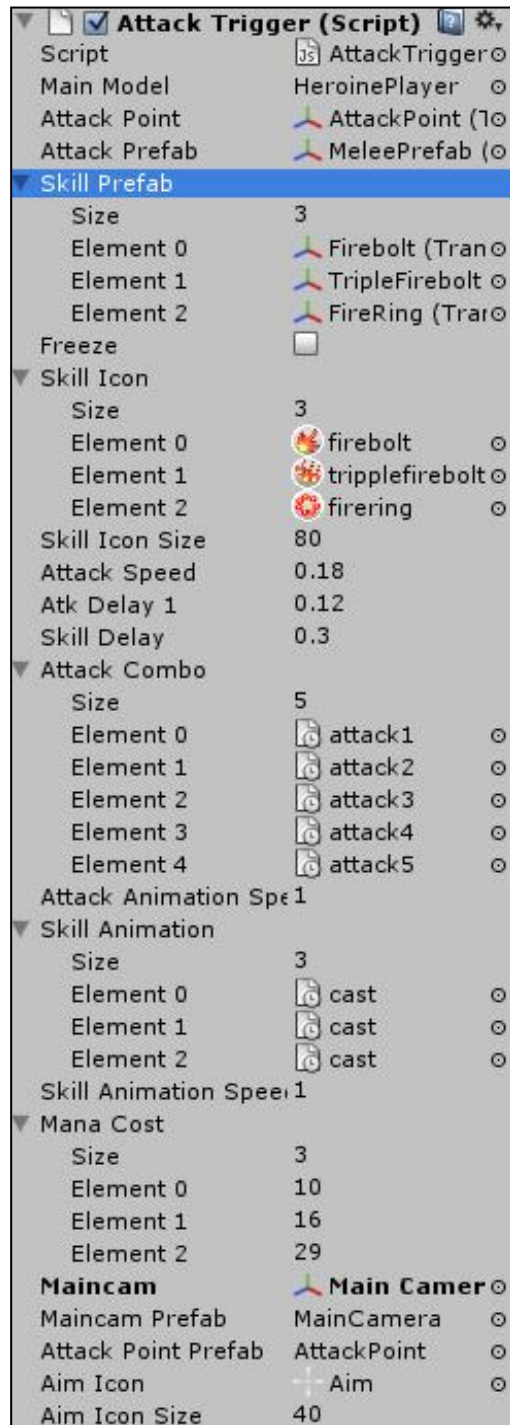 Attack Trigger (Script)
Script Js AttackTrigger
Main Model HeroinePlayer
Attack Point AttackPoint (T
Attack Prefab MeleePrefab (
Skill Prefab
Size 3
Element 0 Firebolt (Tran
Element 1 TripleFirebolt
Element 2 FireRing (Trar
Freeze
Skill Icon
Size 3
Element 0 firebolt
Element 1 tripplefirebolt
Element 2 firering
Skill Icon Size 80
Attack Speed 0.18
Atk Delay 1 0.12
Skill Delay 0.3
Attack Combo
Size 5
Element 0 attack1
Element 1 attack2
Element 2 attack3
Element 3 attack4
Element 4 attack5
Attack Animation Spe 1
Skill Animation
Size 3
Element 0 cast
Element 1 cast
Element 2 cast
Skill Animation Speed 1
Mana Cost
Size 3
Element 0 10
Element 1 16
Element 2 29
Maincam Main Camer
Maincam Prefab MainCamera
Attack Point Prefab AttackPoint
Aim Icon Aim
Aim Icon Size 40